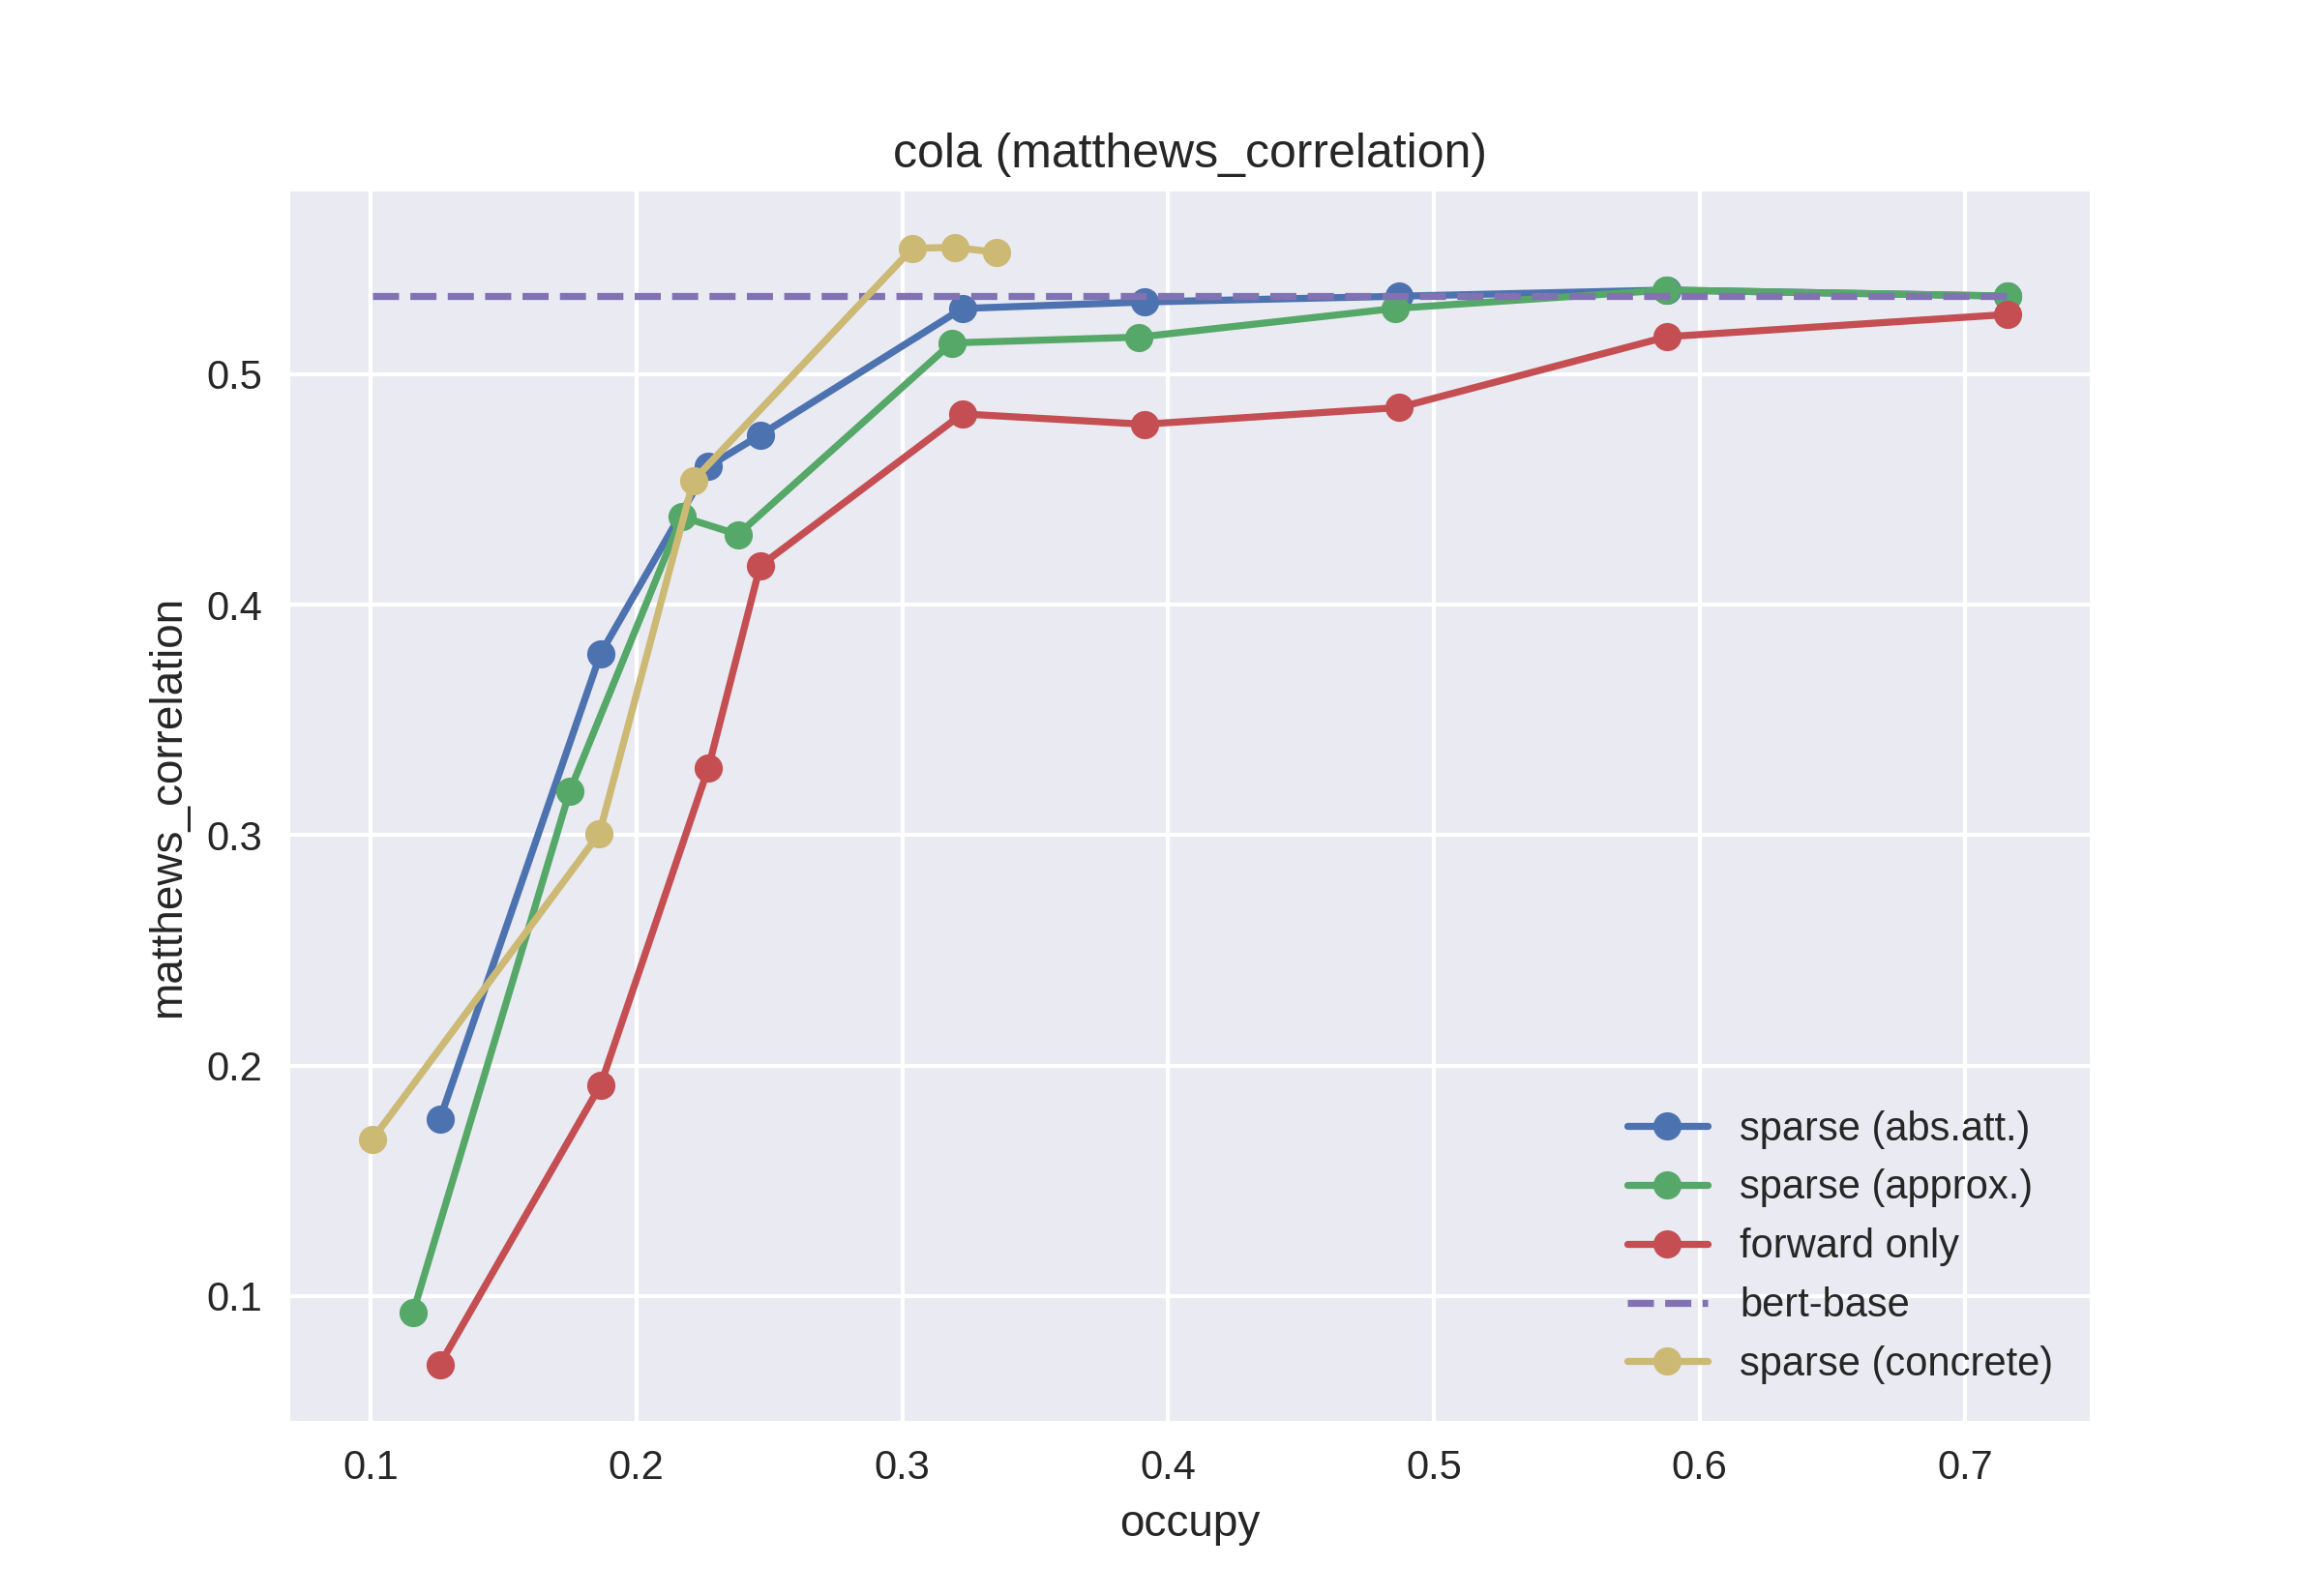 cola (matthews_correlation)
matthews_correlation
0.5
0.4
0.3
0.2
0.1
sparse (abs.att.)
sparse (approx.)
forward only
bert-base
sparse (concrete)
0.1 0.2 0.3 0.4 0.5 0.6 0.7
occupy